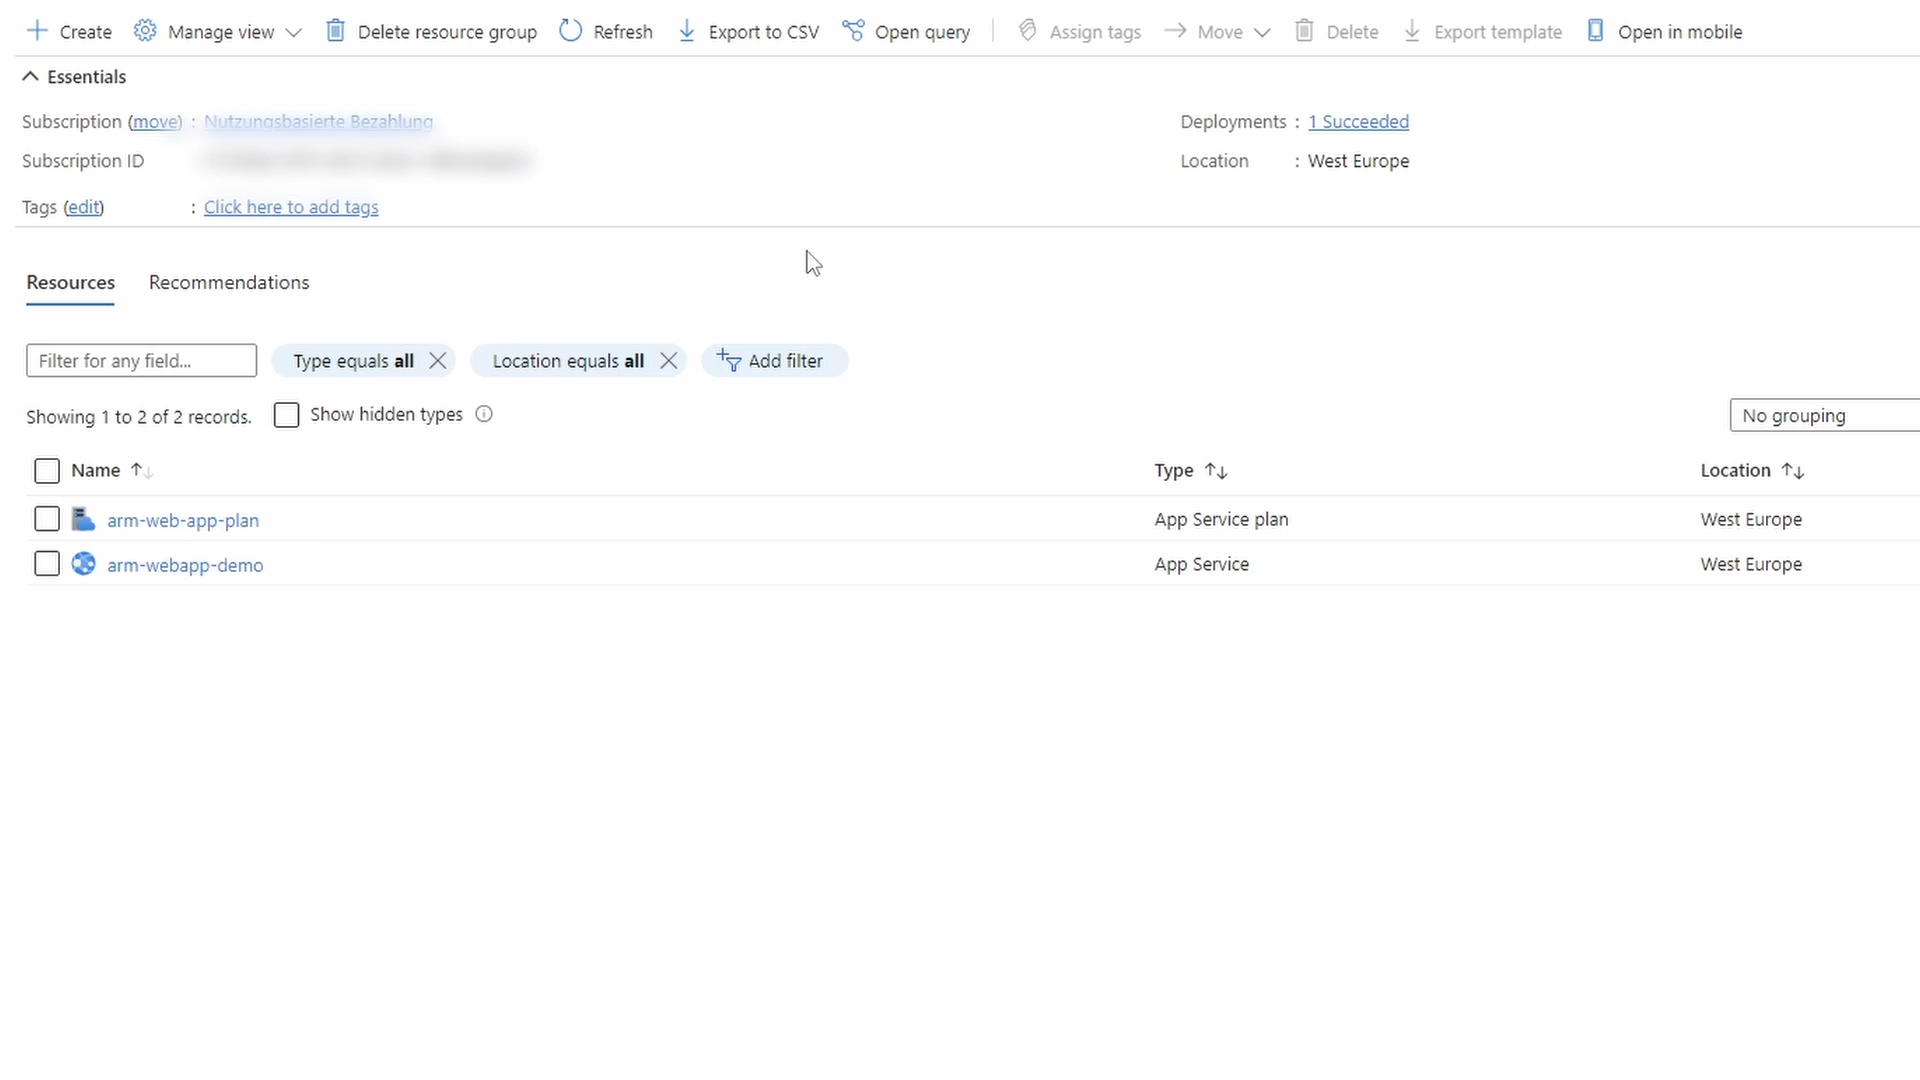 Create Manage view Delete resource group Refresh Export to CSV Open query Assign tags Move Delete Export template Open in mobile
Essentials
Subscription (move) : Nutzungsbasierte Bezahlung Deployments : 1 Succeeded
Subscription ID Location : West Europe
Tags (edit) : Click here to add tags
Resources Recommendations
Filter for any field... Type equals all Location equals all Add filter
Showing 1 to 2 of 2 records. Show hidden types No grouping
Name Type Location
arm-web-app-plan App Service plan West Europe
arm-webapp-demo App Service West Europe